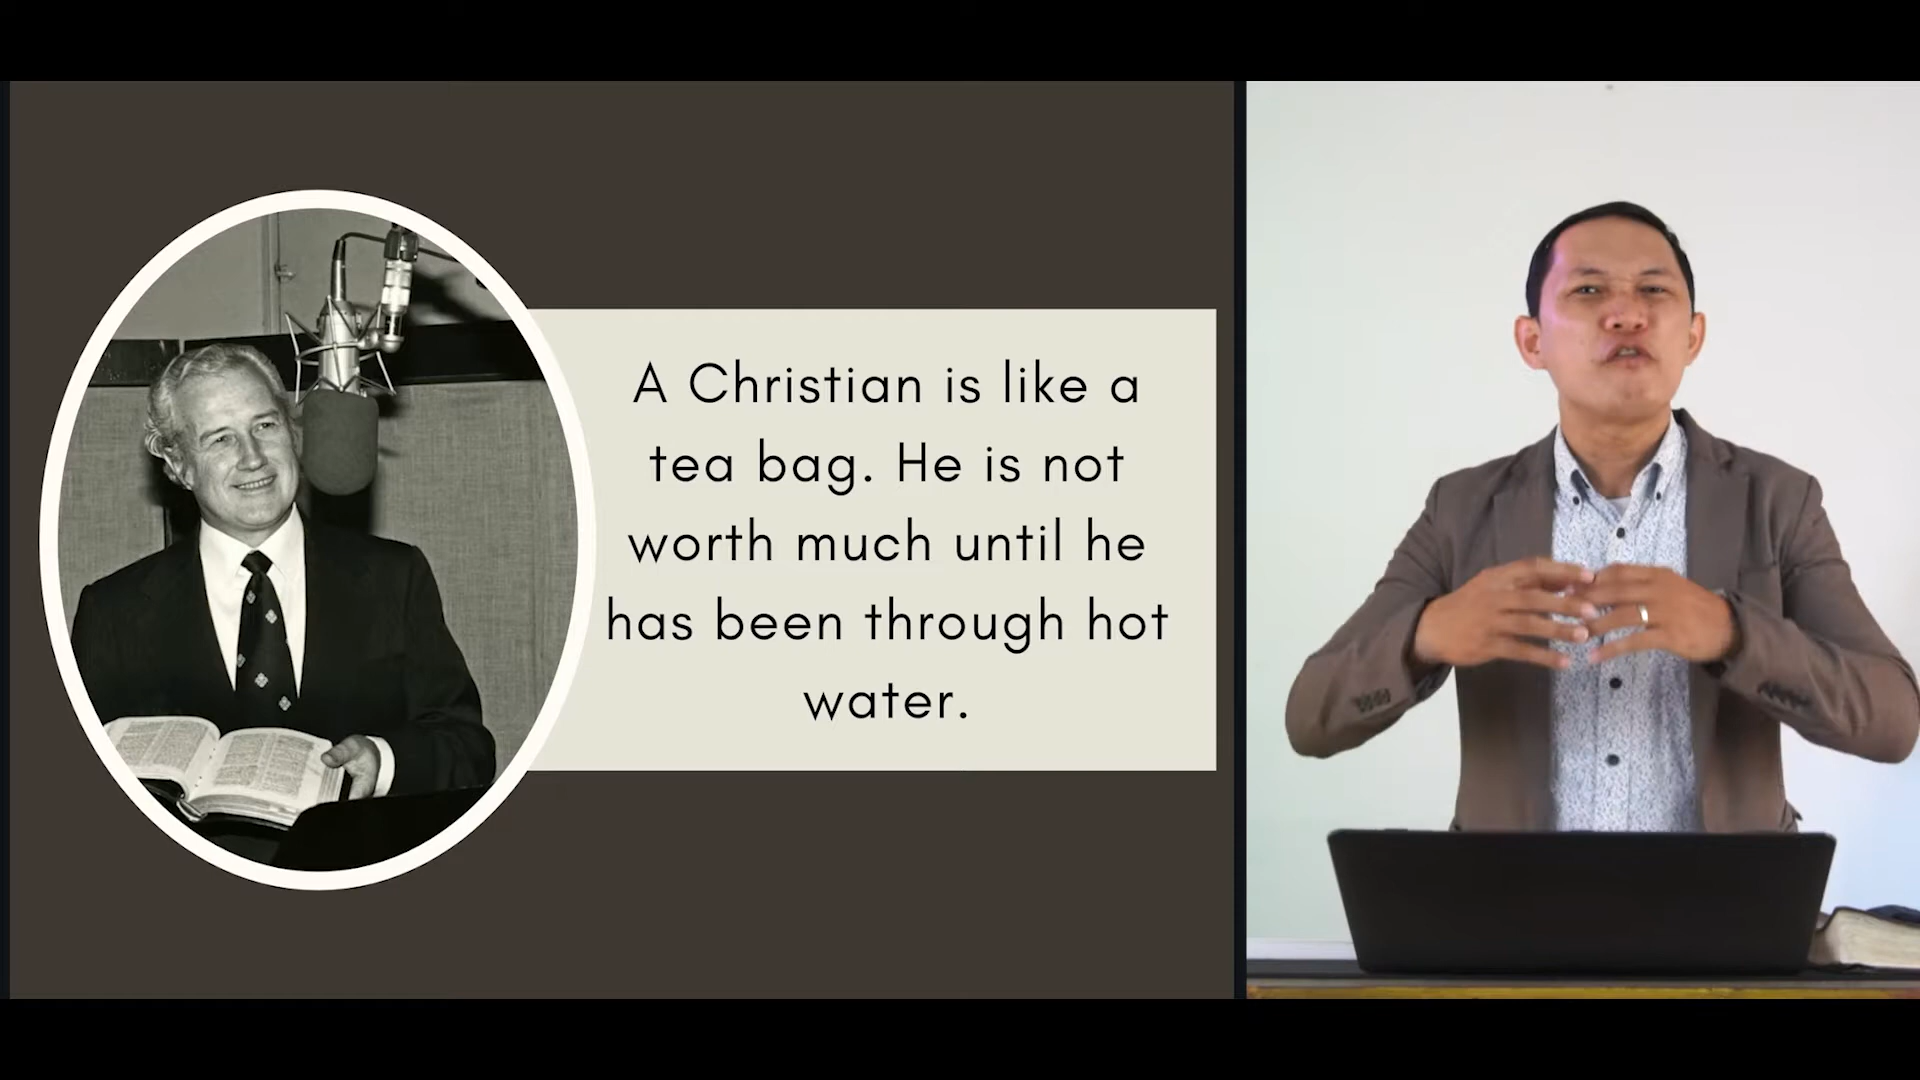 A Christian is like a
tea bag. He is not
worth much until he
has been through hot
water.